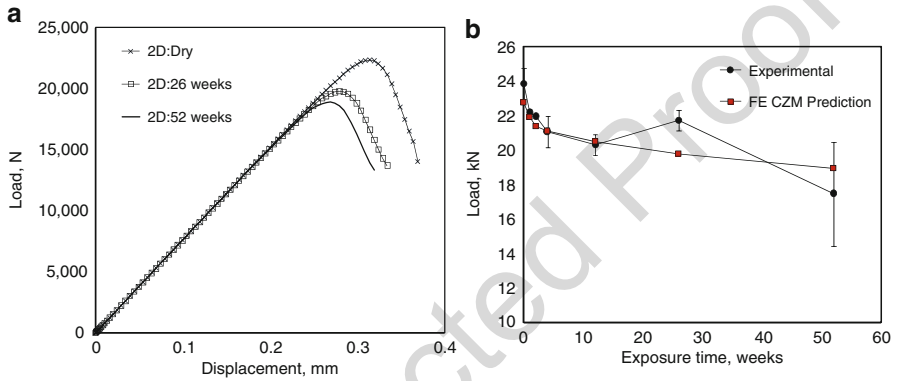 a
25,000
20,000
15,000
10,000
5,000
0
Load, N
2D:Dry
2D:26 weeks
2D:52 weeks
0 0.1 0.2 0.3 0.4
Displacement, mm
b
26
24
22
20
18
16
14
12
10
Load, kN
Experimental
FE CZM Prediction
0 10 20 30 40 50 60
Exposure time, weeks
cted Proof